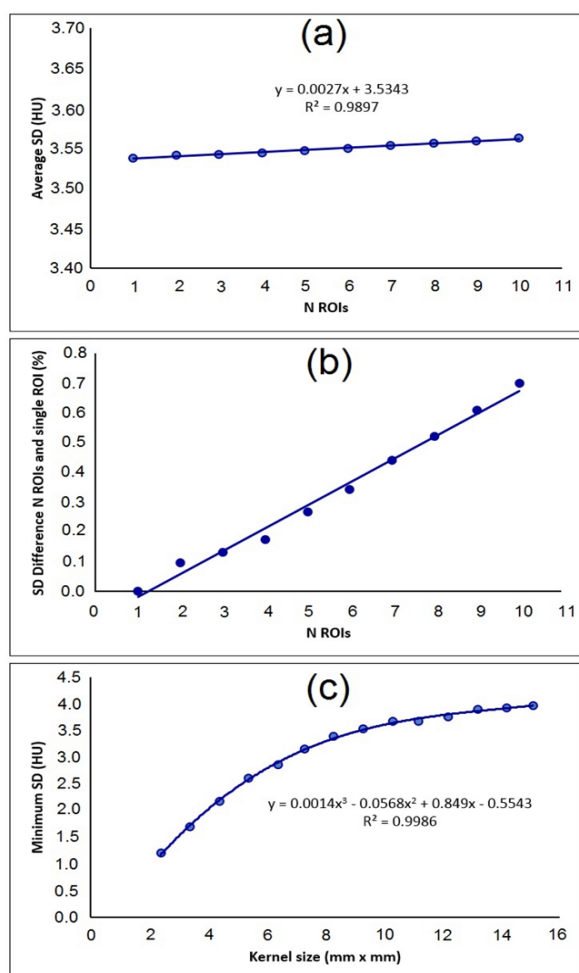 (a)
3.70
3.65
3.60
3.55
3.50
3.45
3.40
Average SD (HU)
y = 0.0027x + 3.5343
R² = 0.9897
0 1 2 3 4 5 6 7 8 9 10 11
N ROIs
(b)
0.8
0.7
0.6
0.5
0.4
0.3
0.2
0.1
0.0
SD Difference N ROIs and single ROI (%)
0 1 2 3 4 5 6 7 8 9 10 11
N ROIs
(c)
4.5
4.0
3.5
3.0
2.5
2.0
1.5
1.0
0.5
0.0
Minimum SD (HU)
y = 0.0014x³ - 0.0568x² + 0.849x - 0.5543
R² = 0.9986
0 2 4 6 8 10 12 14 16
Kernel size (mm x mm)